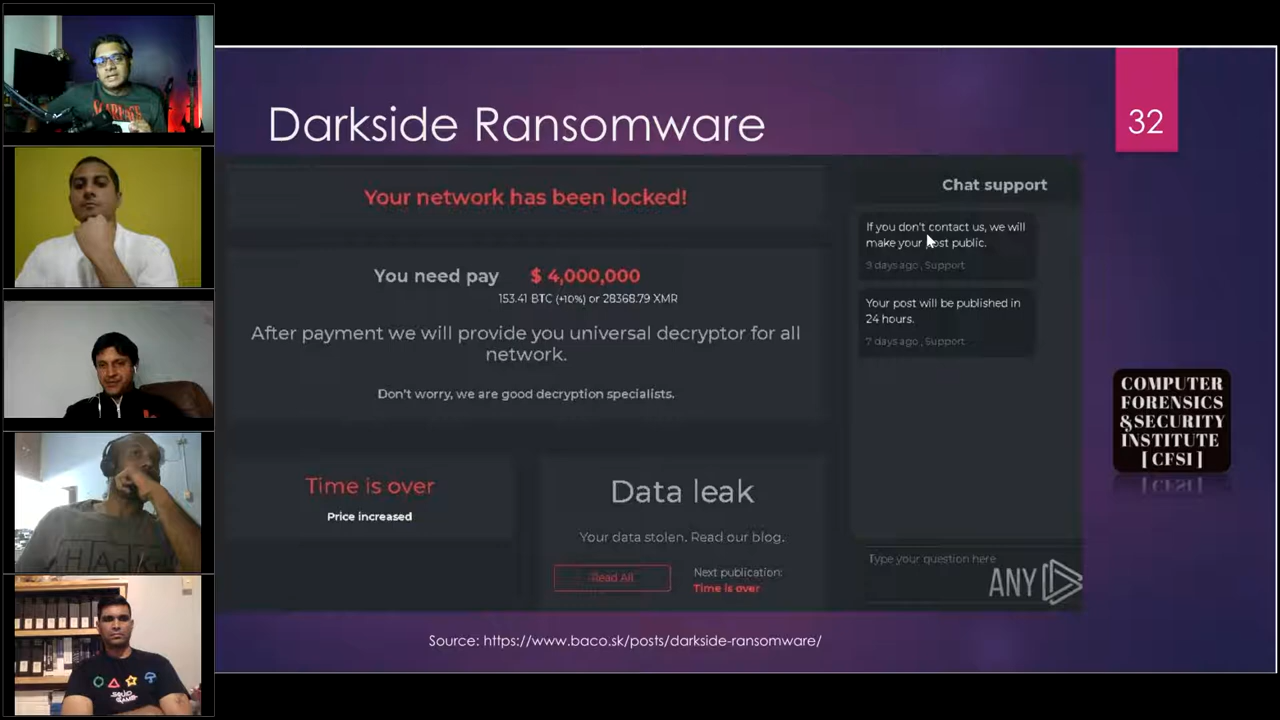 Darkside Ransomware
32
Your network has been locked!
You need pay $ 4,000,000
153.41 BTC (+10%) or 28368.79 XMR
After payment we will provide you universal decryptor for all
network.
Don't worry, we are good decryption specialists.
Time is over
Price increased
Data leak
Your data stolen. Read our blog.
Read All
Next publication:
Time is over
Chat support
If you don't contact us, we will
make your post public.
9 days ago, Support
Your post will be published in
24 hours.
7 days ago, Support
Type your question here
ANY
COMPUTER
FORENSICS
&SECURITY
INSTITUTE
[ CFSI ]
Source: https://www.baco.sk/posts/darkside-ransomware/
SCARFACE
HACK
SQUID
GAME